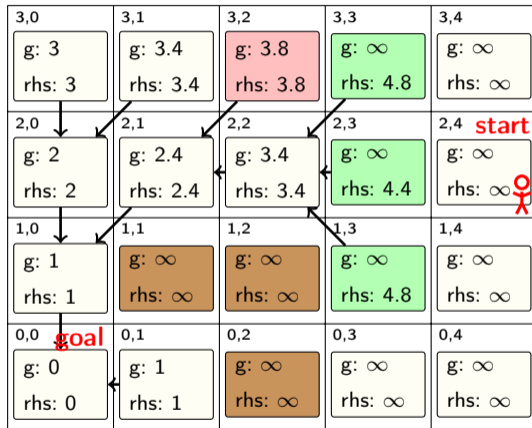 3,0 3,1 3,2 3,3 3,4
g: 3 g: 3.4 g: 3.8 g: ∞ g: ∞
rhs: 3 rhs: 3.4 rhs: 3.8 rhs: 4.8 rhs: ∞
2,0 2,1 2,2 2,3 2,4 start
g: 2 g: 2.4 g: 3.4 g: ∞ g: ∞
rhs: 2 rhs: 2.4 rhs: 3.4 rhs: 4.4 rhs: ∞
1,0 1,1 1,2 1,3 1,4
g: 1 g: ∞ g: ∞ g: ∞ g: ∞
rhs: 1 rhs: ∞ rhs: ∞ rhs: 4.8 rhs: ∞
0,0 goal 0,1 0,2 0,3 0,4
g: 0 g: 1 g: ∞ g: ∞ g: ∞
rhs: 0 rhs: 1 rhs: ∞ rhs: ∞ rhs: ∞